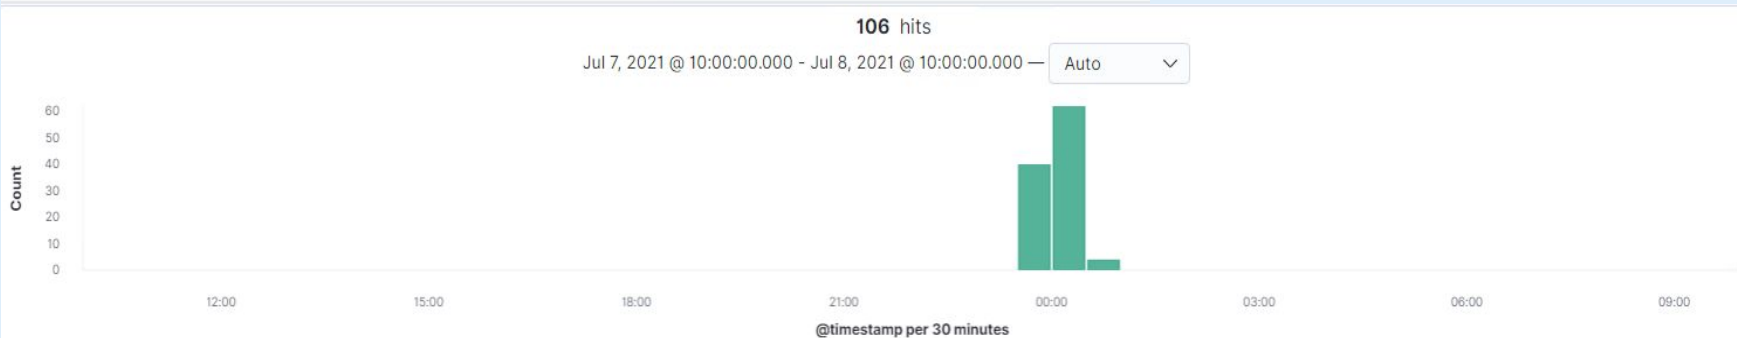 106 hits
Jul 7, 2021 @ 10:00:00.000 - Jul 8, 2021 @ 10:00:00.000 — Auto
60
50
40
30
20
10
0
Count
12:00 15:00 18:00 21:00 00:00 03:00 06:00 09:00
@timestamp per 30 minutes